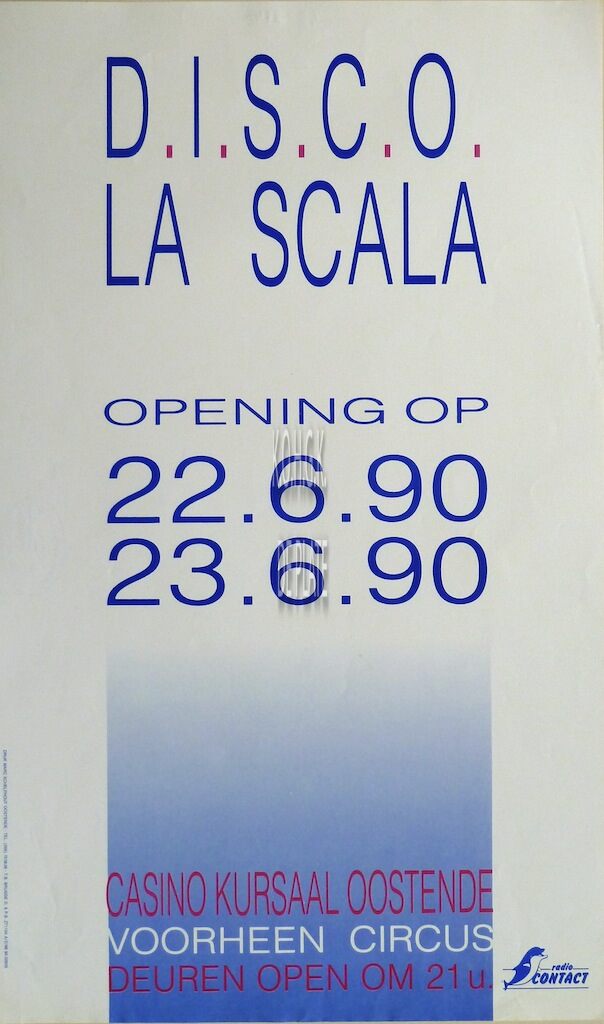 D.I.S.C.O.
LA SCALA
OPENING OP
22.6.90
23.6.90
CASINO KURSAAL OOSTENDE
VOORHEEN CIRCUS
DEUREN OPEN OM 21 u.
radio
CONTACT